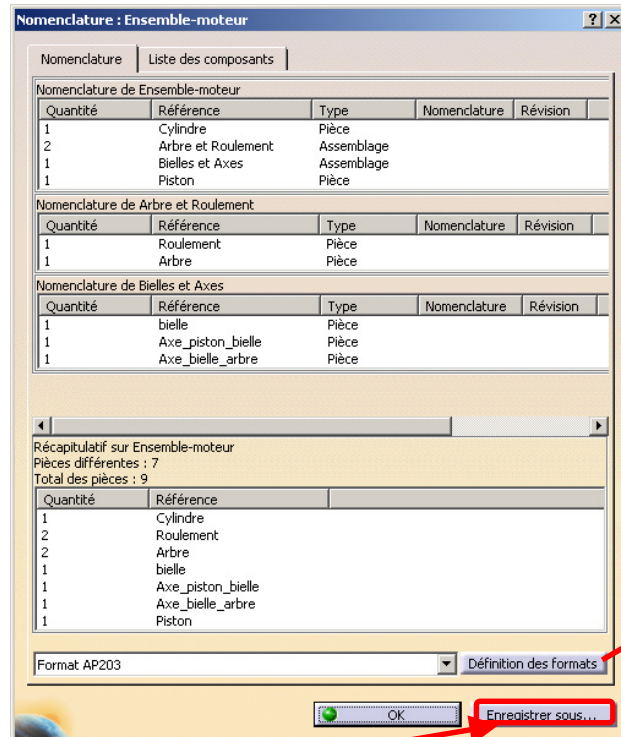 Nomenclature : Ensemble-moteur
Nomenclature Liste des composants
Nomenclature de Ensemble-moteur
Quantité Référence Type Nomenclature Révision
1 Cylindre Pièce
2 Arbre et Roulement Assemblage
1 Bielles et Axes Assemblage
1 Piston Pièce
Nomenclature de Arbre et Roulement
Quantité Référence Type Nomenclature Révision
1 Roulement Pièce
1 Arbre Pièce
Nomenclature de Bielles et Axes
Quantité Référence Type Nomenclature Révision
1 bielle Pièce
1 Axe_piston_bielle Pièce
1 Axe_bielle_arbre Pièce
Récapitulatif sur Ensemble-moteur
Pièces différentes : 7
Total des pièces : 9
Quantité Référence
1 Cylindre
2 Roulement
2 Arbre
1 bielle
1 Axe_piston_bielle
1 Axe_bielle_arbre
1 Piston
Format AP203 Définition des formats
OK Enregistrer sous...